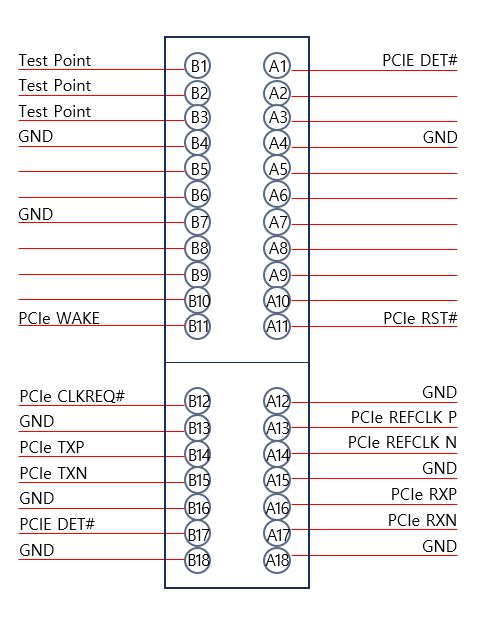 Test Point B1 A1 PCIE DET#
Test Point B2 A2
Test Point B3 A3
GND B4 A4 GND
B5 A5
B6 A6
GND B7 A7
B8 A8
B9 A9
B10 A10
PCIe WAKE B11 A11 PCIe RST#
PCIe CLKREQ# B12 A12 GND
GND B13 A13 PCIe REFCLK P
PCIe TXP B14 A14 PCIe REFCLK N
PCIe TXN B15 A15 GND
GND B16 A16 PCIe RXP
PCIE DET# B17 A17 PCIe RXN
GND B18 A18 GND